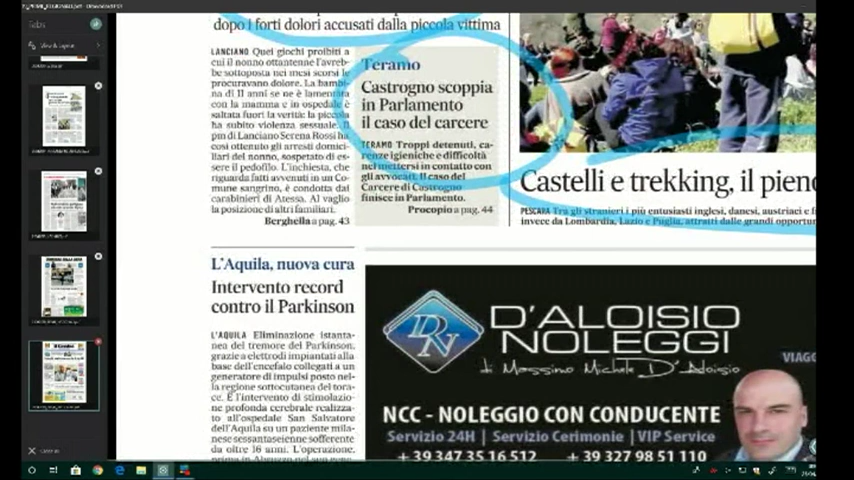 Tabs
dopo i forti dolori accusati dalla piccola vittima
LANCIANO Quei giochi proibiti a
cui il nonno ottantenne l'avreb-
be sottoposta nei mesi scorsi le
procuravano dolore. La bambi-
na di 11 anni se ne è lamentata
con la mamma e in ospedale è
saltata fuori la verità: la piccola
ha subito violenza sessuale. Il
pm di Lanciano Serena Rossi ha
così ottenuto gli arresti domici-
liari del nonno, sospetato di es-
sere il pedofilo. L'inchiesta, che
riguarda fatti avvenuti in un Co-
mune sangrino, è condotta dai
carabinieri di Atessa. Al vaglio
la posizione di altri familiari.
Berghella a pag. 43
Teramo
Castrogno scoppia
in Parlamento
il caso del carcere
TERAMO Troppi detenuti, ca-
renze igieniche e difficoltà
nel mettersi in contatto con
gli avvocati. Il caso del
Carcere di Castrogno
finisce in Parlamento.
Procopio a pag. 44
Castelli e trekking, il pieno
PESCARA Tra gli stranieri i più entusiasti inglesi, danesi, austriaci e
invece da Lombardia, Lazio e Puglia, attratti dalle grandi
L'Aquila, nuova cura
Intervento record
contro il Parkinson
L'AQUILA Eliminazione istanta-
nea del tremore del Parkinson,
grazie a elettrodi impiantati alla
base dell'encefalo collegati a un
generatore di impulsi posto nel-
la regione sottocutanea del tora-
ce. È l'intervento di stimolazio-
ne profonda cerebrale realizza-
to all'ospedale San Salvatore
dell'Aquila su un paziente mila-
nese sessantaseienne sofferente
da oltre 16 anni. L'operazione,
DN
D'ALOISIO
NOLEGGI
di Massimo Michele D'Aloisio
VIAGG
NCC - NOLEGGIO CON CONDUCENTE
Servizio 24H | Servizio Cerimonie | VIP Service
+ 39 347 35 16 512 + 39 327 98 51 110